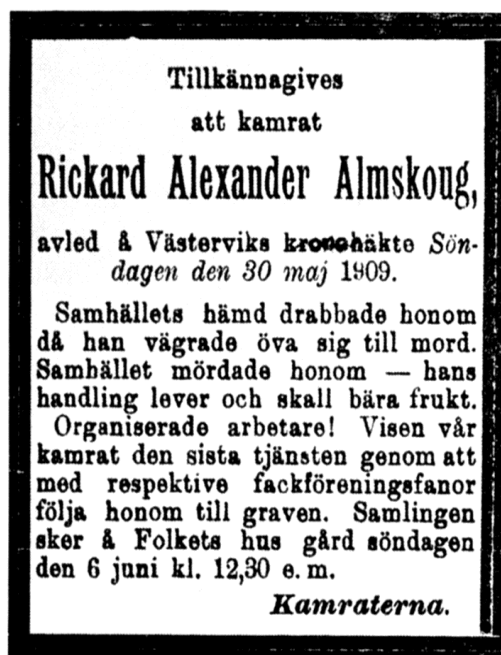 Tillkännagives
att kamrat
Rickard Alexander Almskoug,
avled å Västerviks kronohäkte Sön-
dagen den 30 maj 1909.
Samhällets hämd drabbade honom
då han vägrade öva sig till mord.
Samhället mördade honom — hans
handling lever och skall bära frukt.
Organiserade arbetare! Visen vår
kamrat den sista tjänsten genom att
med respektive fackföreningsfanor
följa honom till graven. Samlingen
sker å Folkets hus gård söndagen
den 6 juni kl. 12,30 e. m.
Kamraterna.